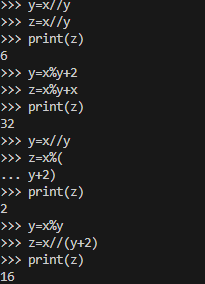 >>> y=x//y
>>> z=x//y
>>> print(z)
6
>>> y=x%y+2
>>> z=x%y+x
>>> print(z)
32
>>> y=x//y
>>> z=x%(
... y+2)
>>> print(z)
2
>>> y=x%y
>>> z=x//(y+2)
>>> print(z)
16